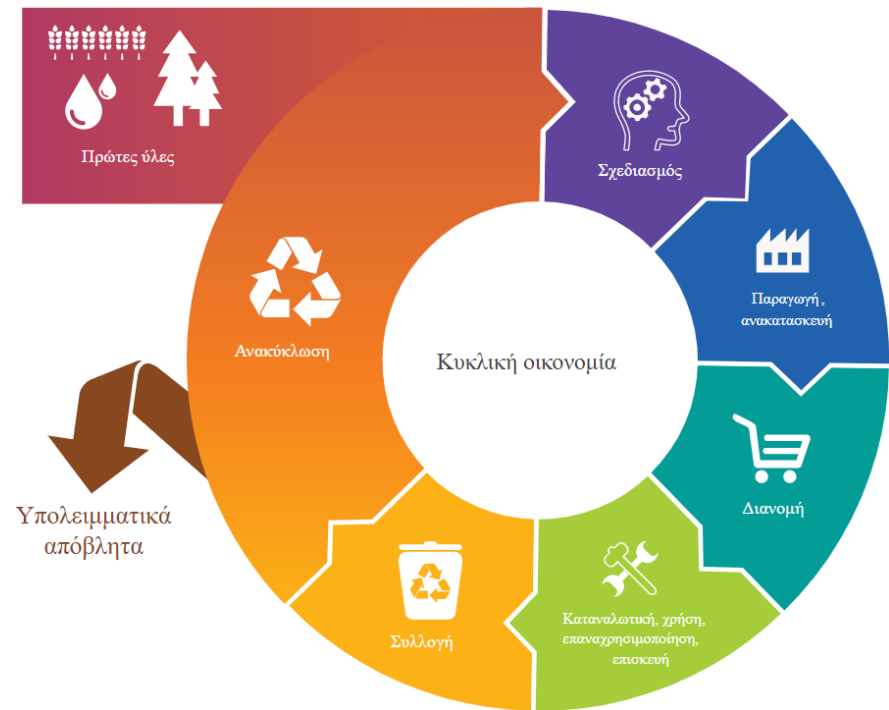 Πρώτες ύλες
Σχεδιασμός
Παραγωγή,
ανακατασκευή
Ανακύκλωση
Κυκλική οικονομία
Διανομή
Υπολειμματικά
απόβλητα
Καταναλωτική, χρήση,
επαναχρησιμοποίηση,
επισκευή
Συλλογή